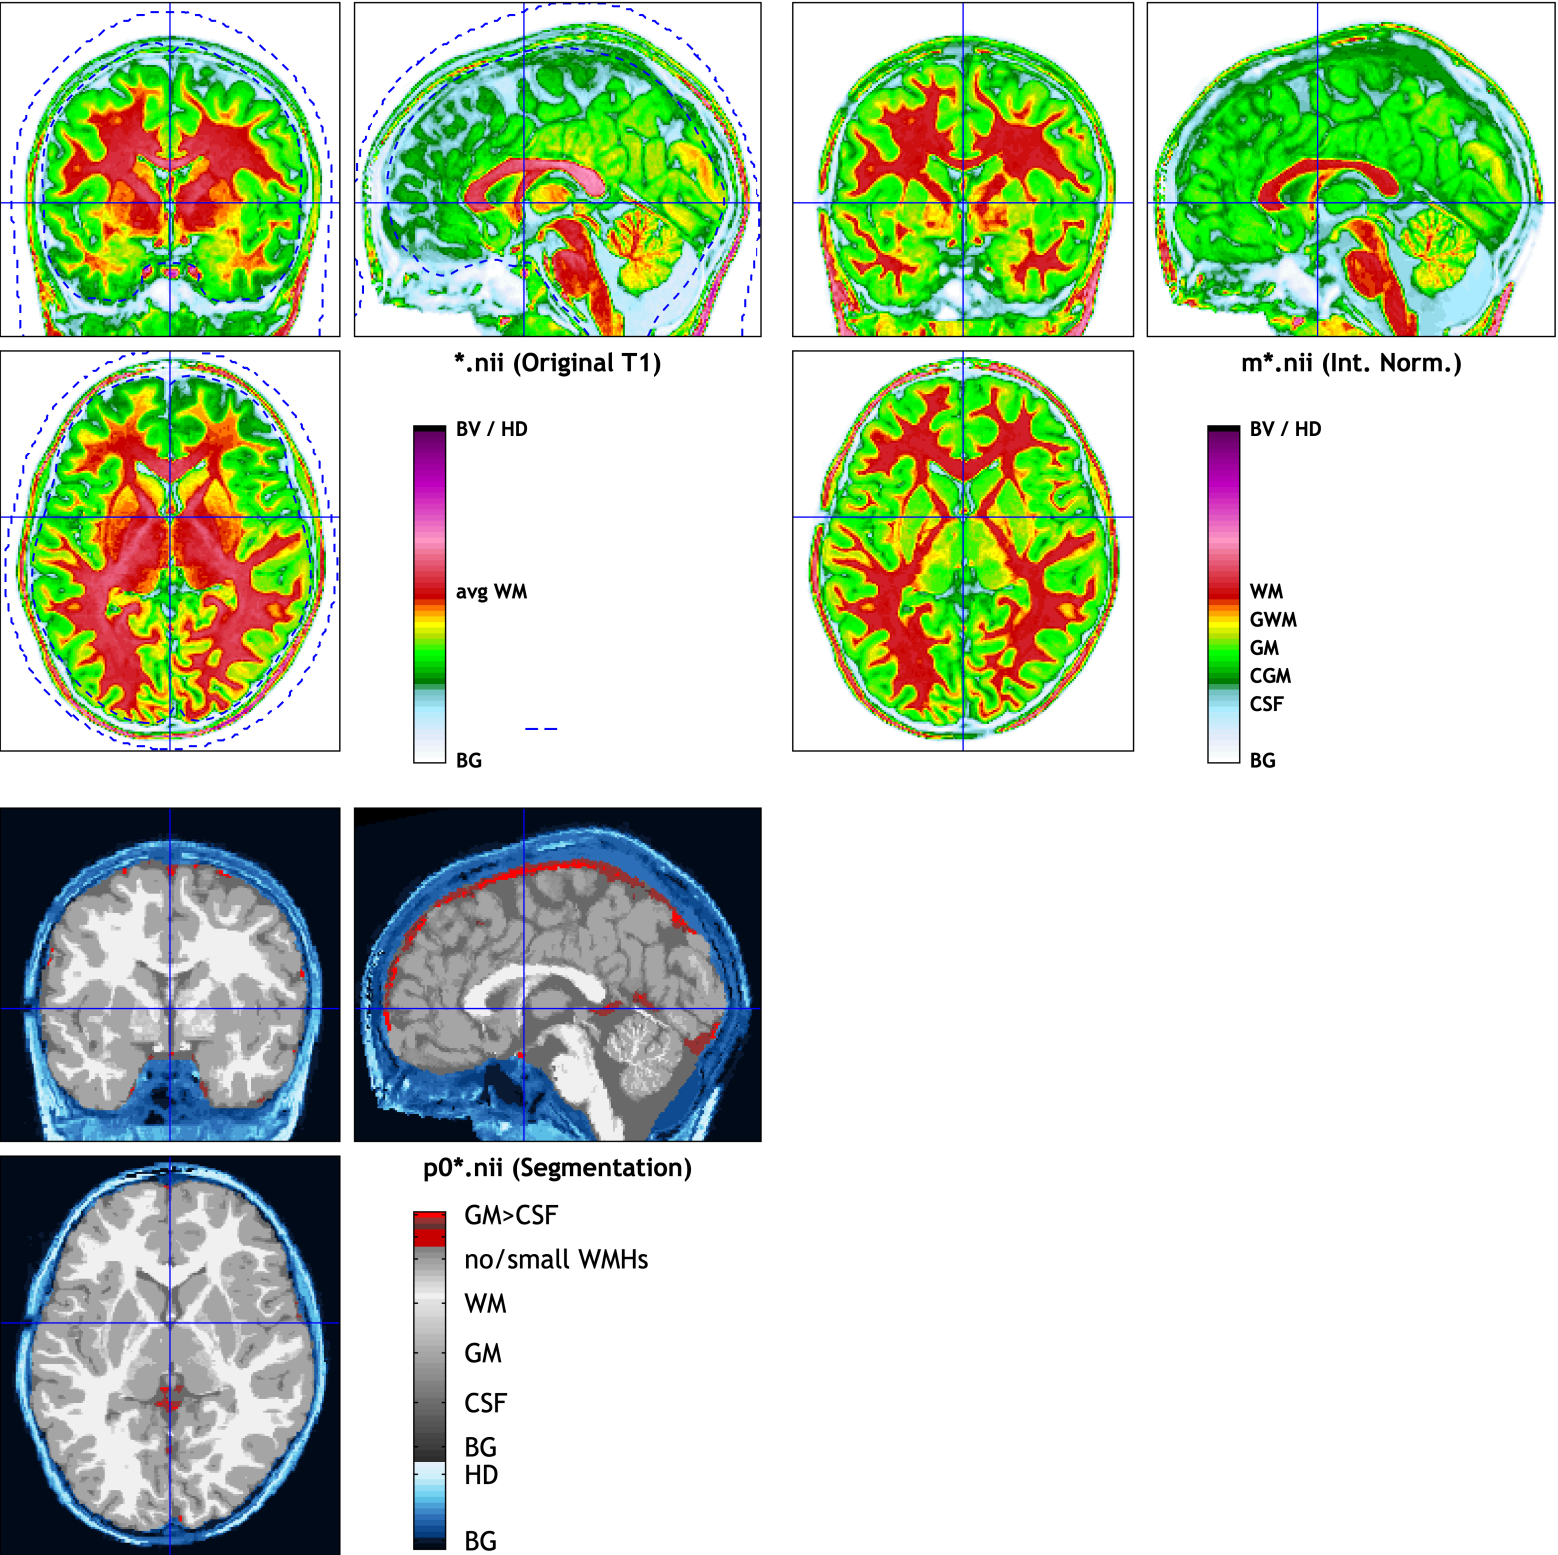 *.nii (Original T1)
BV / HD
avg WM
BG
m*.nii (Int. Norm.)
BV / HD
WM
GWM
GM
CGM
CSF
BG
p0*.nii (Segmentation)
GM>CSF
no/small WMHs
WM
GM
CSF
BG
HD
BG